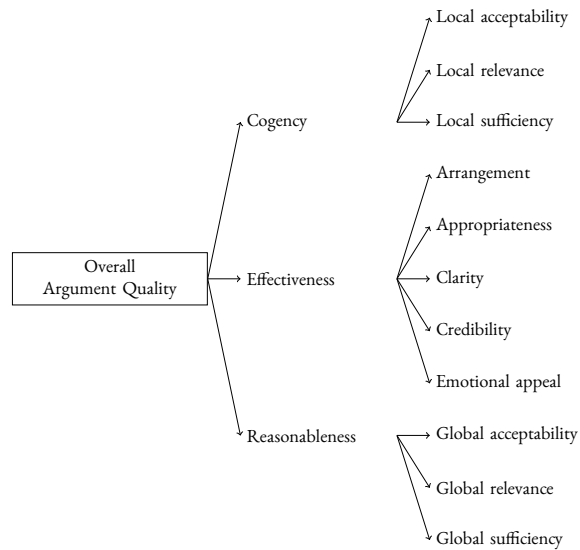 Overall
Argument Quality
Cogency
Local acceptability
Local relevance
Local sufficiency
Effectiveness
Arrangement
Appropriateness
Clarity
Credibility
Emotional appeal
Reasonableness
Global acceptability
Global relevance
Global sufficiency